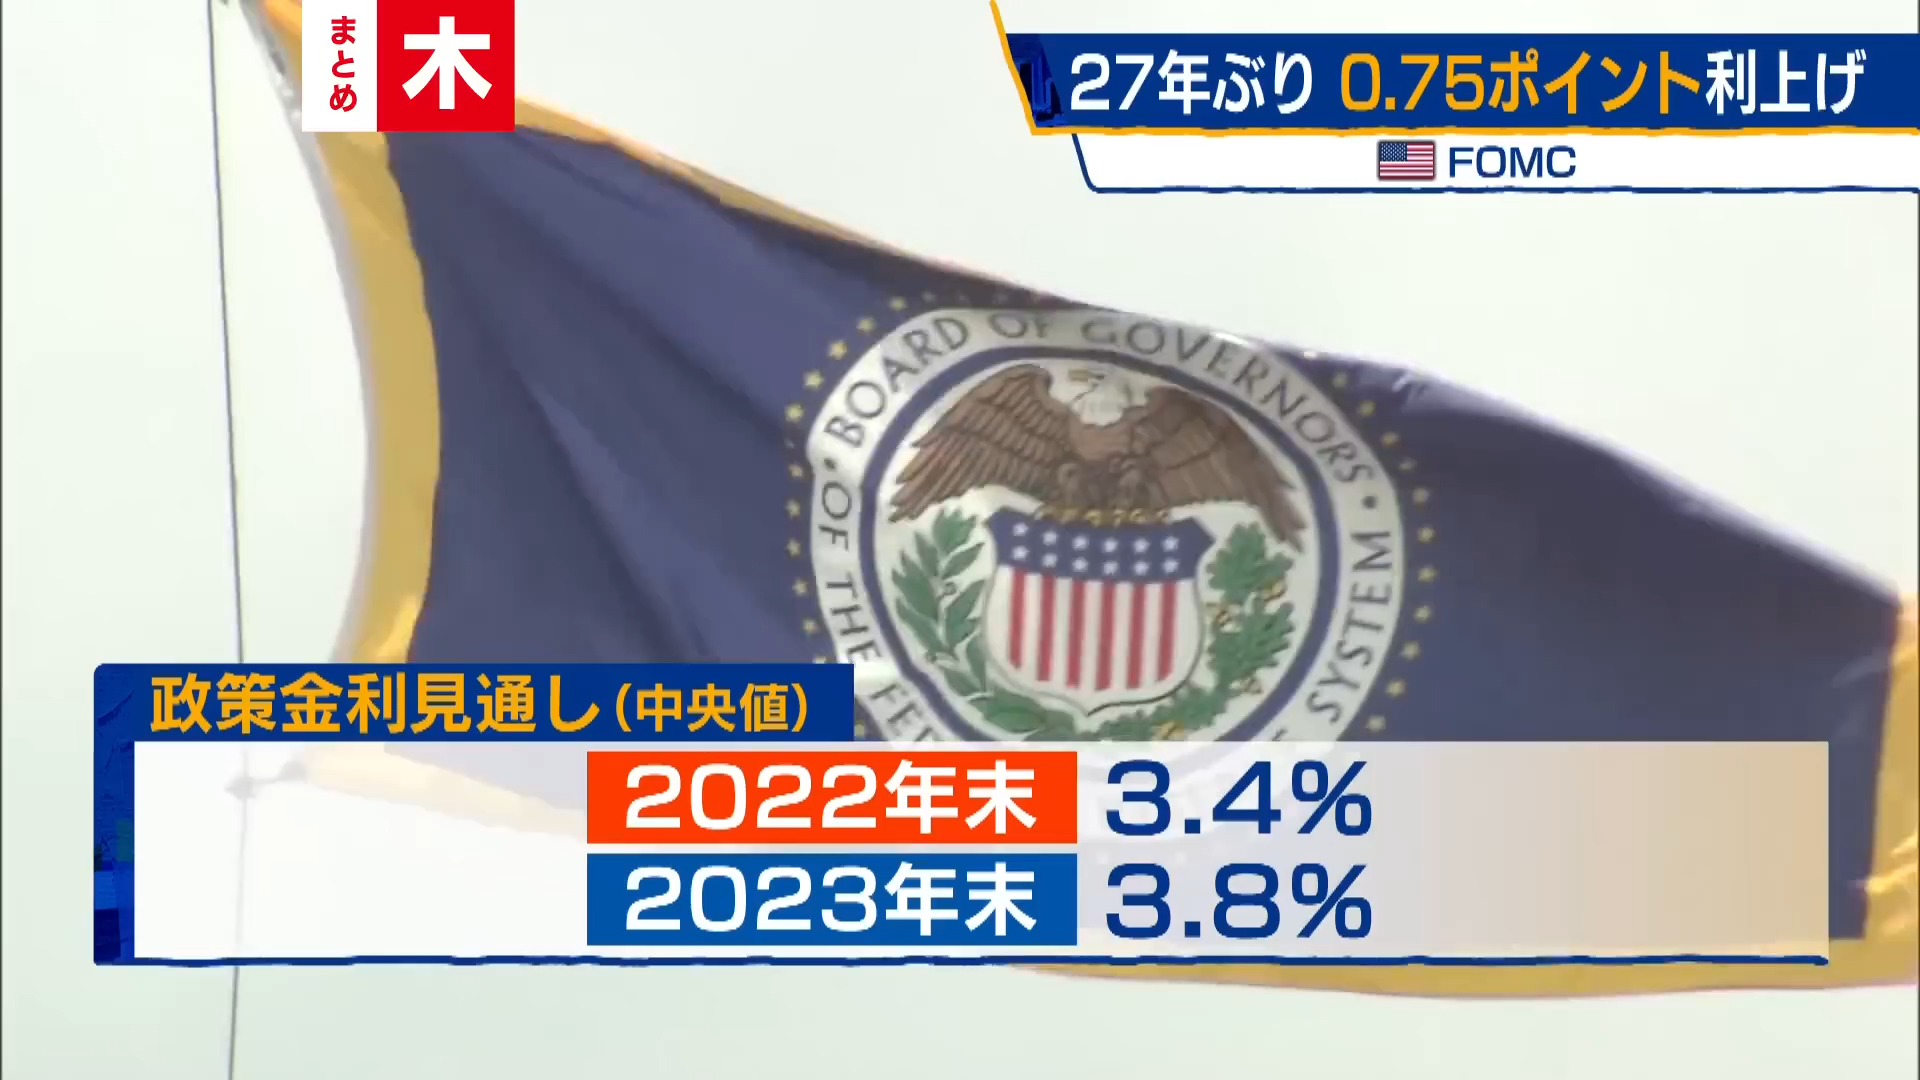 まとめ
木
27年ぶり 0.75ポイント利上げ
FOMC
BOARD OF GOVERNORS
• OF THE
• SYSTEM
政策金利見通し(中央値)
2022年末 3.4%
2023年末 3.8%